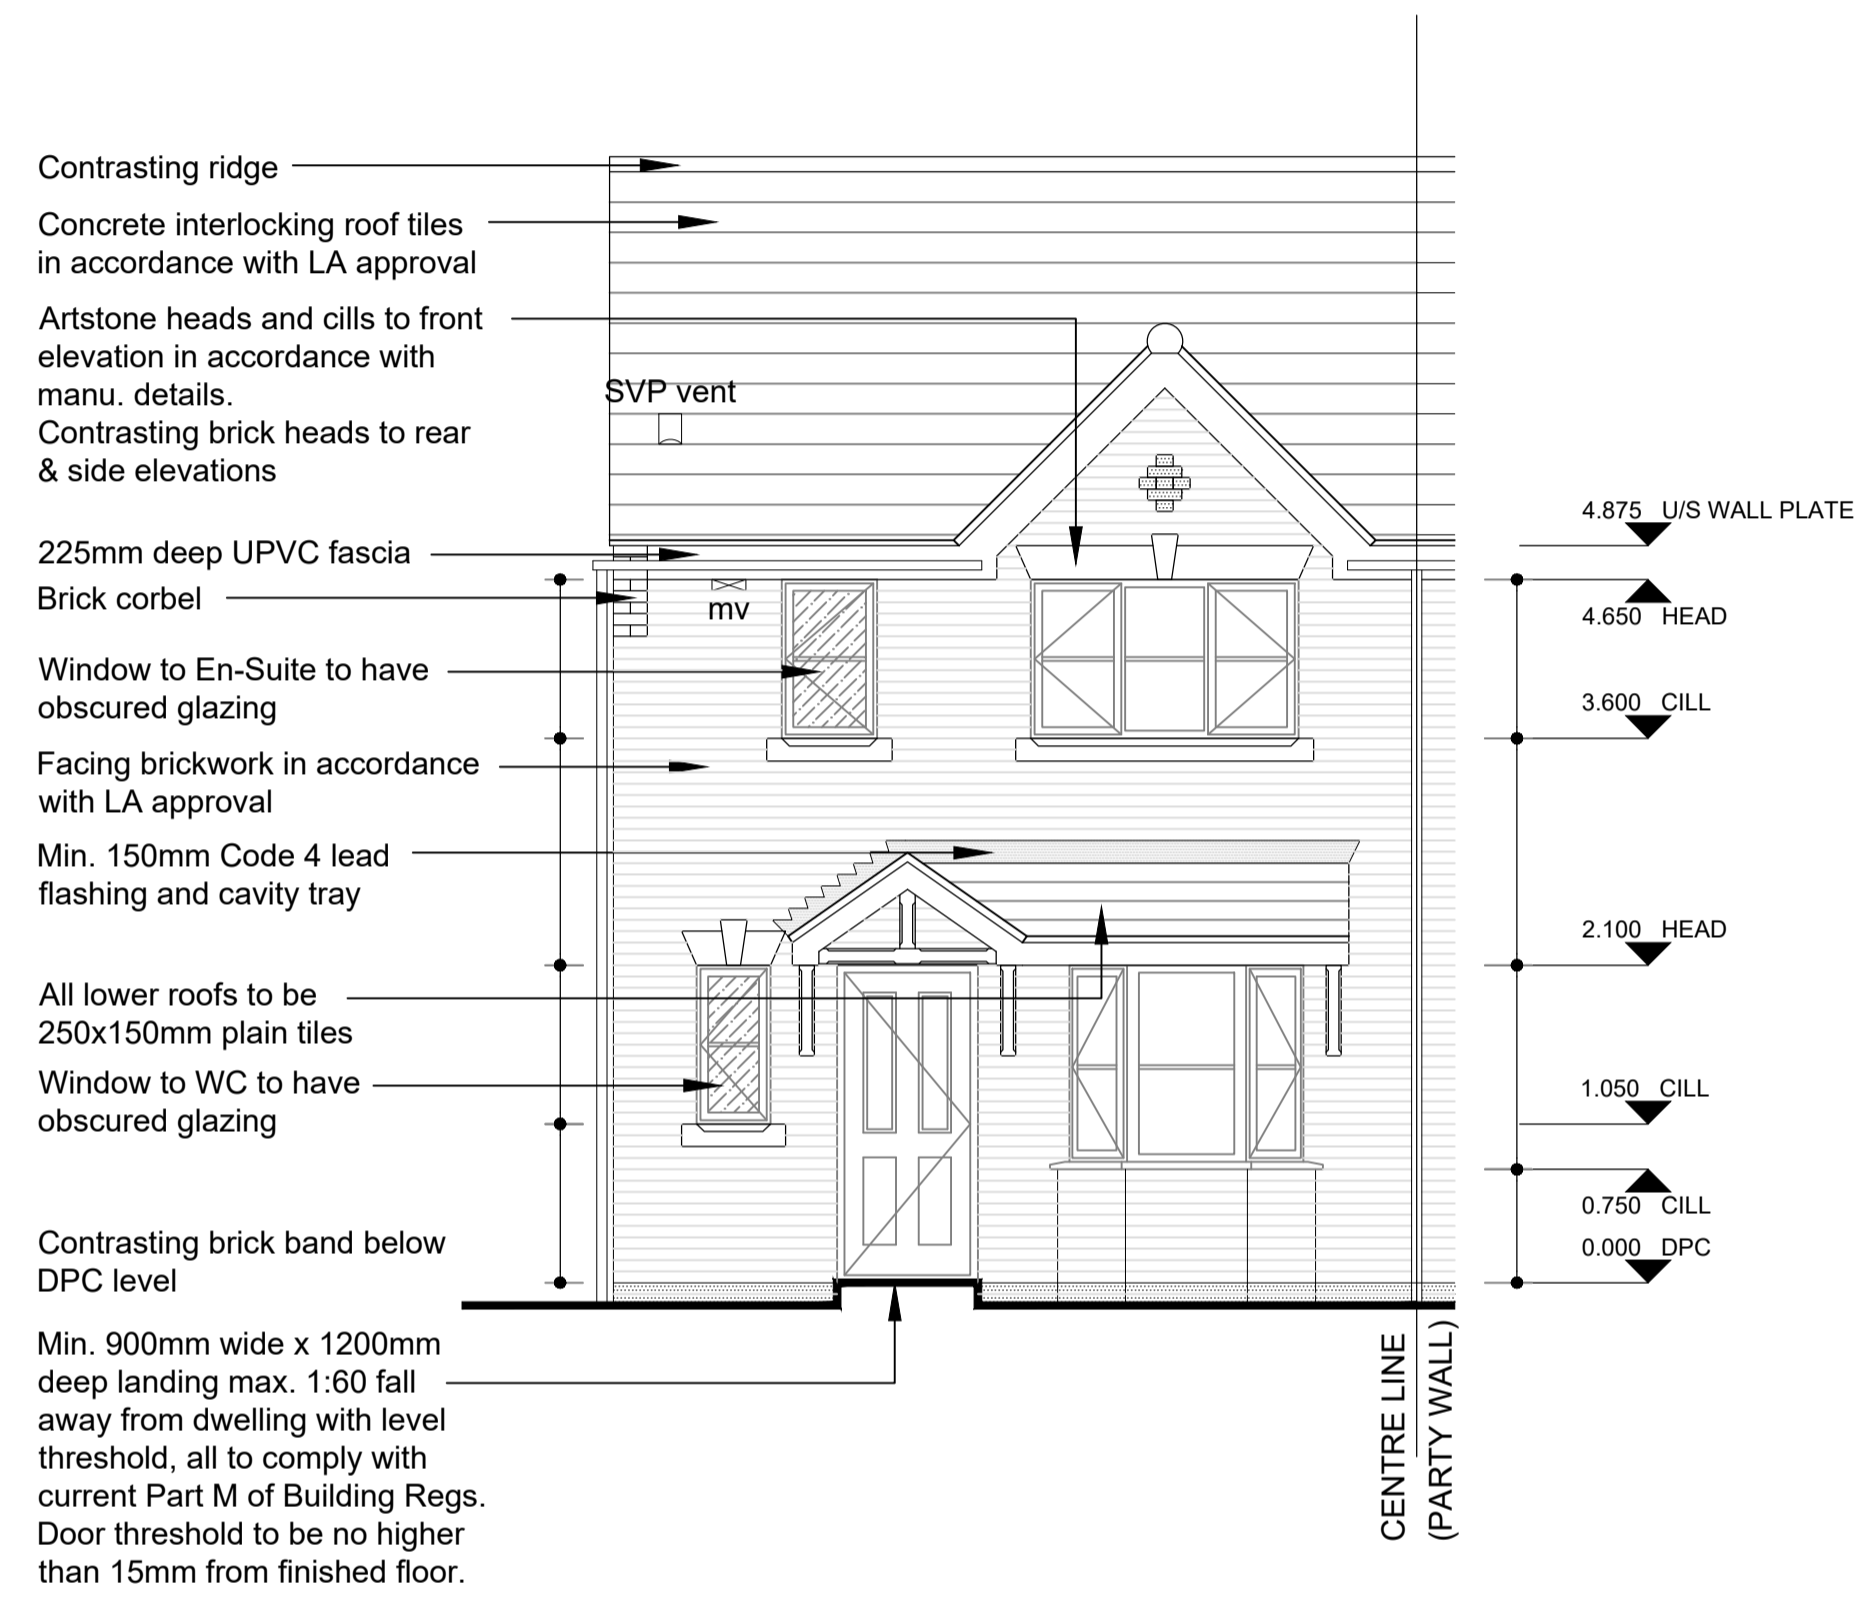 Contrasting ridge
Concrete interlocking roof tiles
in accordance with LA approval
Artstone heads and cills to front
elevation in accordance with
manu. details.
Contrasting brick heads to rear
& side elevations
SVP vent
225mm deep UPVC fascia
Brick corbel
mv
Window to En-Suite to have
obscured glazing
Facing brickwork in accordance
with LA approval
Min. 150mm Code 4 lead
flashing and cavity tray
All lower roofs to be
250x150mm plain tiles
Window to WC to have
obscured glazing
Contrasting brick band below
DPC level
Min. 900mm wide x 1200mm
deep landing max. 1:60 fall
away from dwelling with level
threshold, all to comply with
current Part M of Building Regs.
Door threshold to be no higher
than 15mm from finished floor.
4.875 U/S WALL PLATE
4.650 HEAD
3.600 CILL
2.100 HEAD
1.050 CILL
0.750 CILL
0.000 DPC
CENTRE LINE
(PARTY WALL)